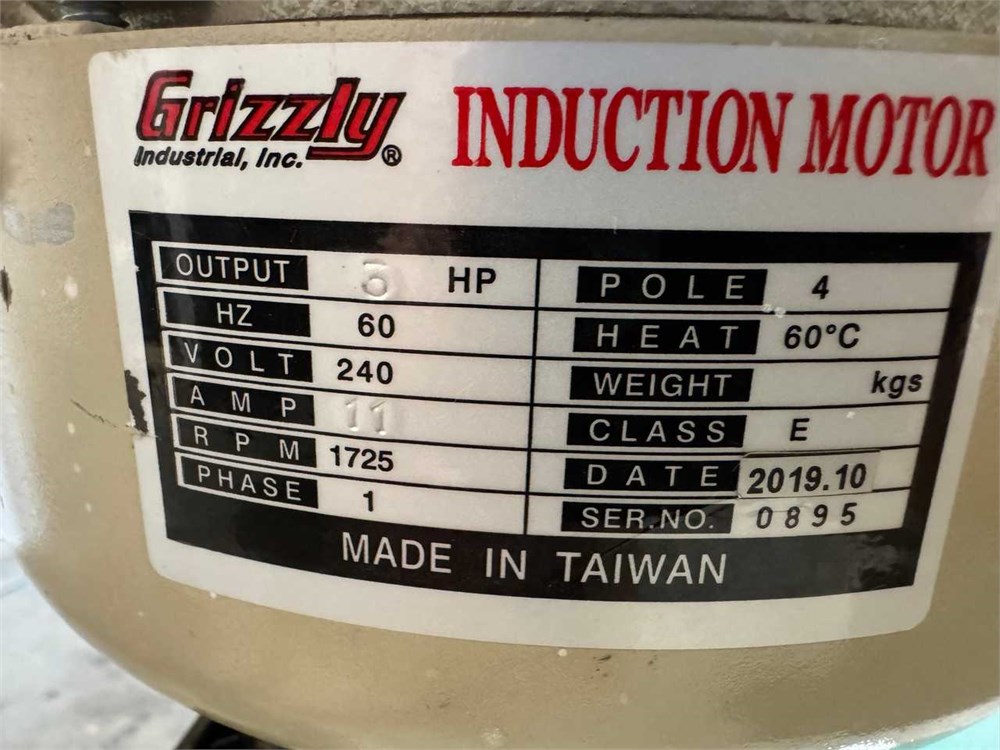 Grizzly
Industrial, Inc.®
INDUCTION MOTOR
OUTPUT 3 HP
HZ 60
VOLT 240
AMP 11
RPM 1725
PHASE 1
POLE 4
HEAT 60°C
WEIGHT kgs
CLASS E
DATE 2019.10
SER.NO. 0895
MADE IN TAIWAN